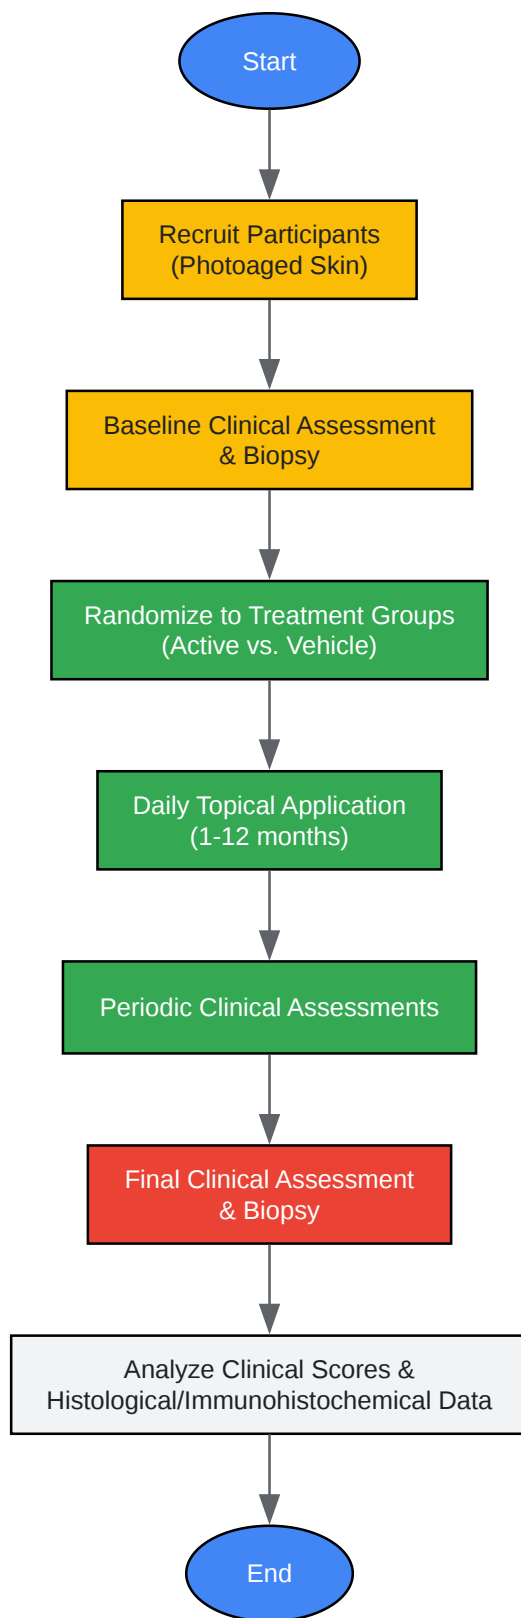 Start
Recruit Participants
(Photoaged Skin)
Baseline Clinical Assessment
& Biopsy
Randomize to Treatment Groups
(Active vs. Vehicle)
Daily Topical Application
(1-12 months)
Periodic Clinical Assessments
Final Clinical Assessment
& Biopsy
Analyze Clinical Scores &
Histological/Immunohistochemical Data
End